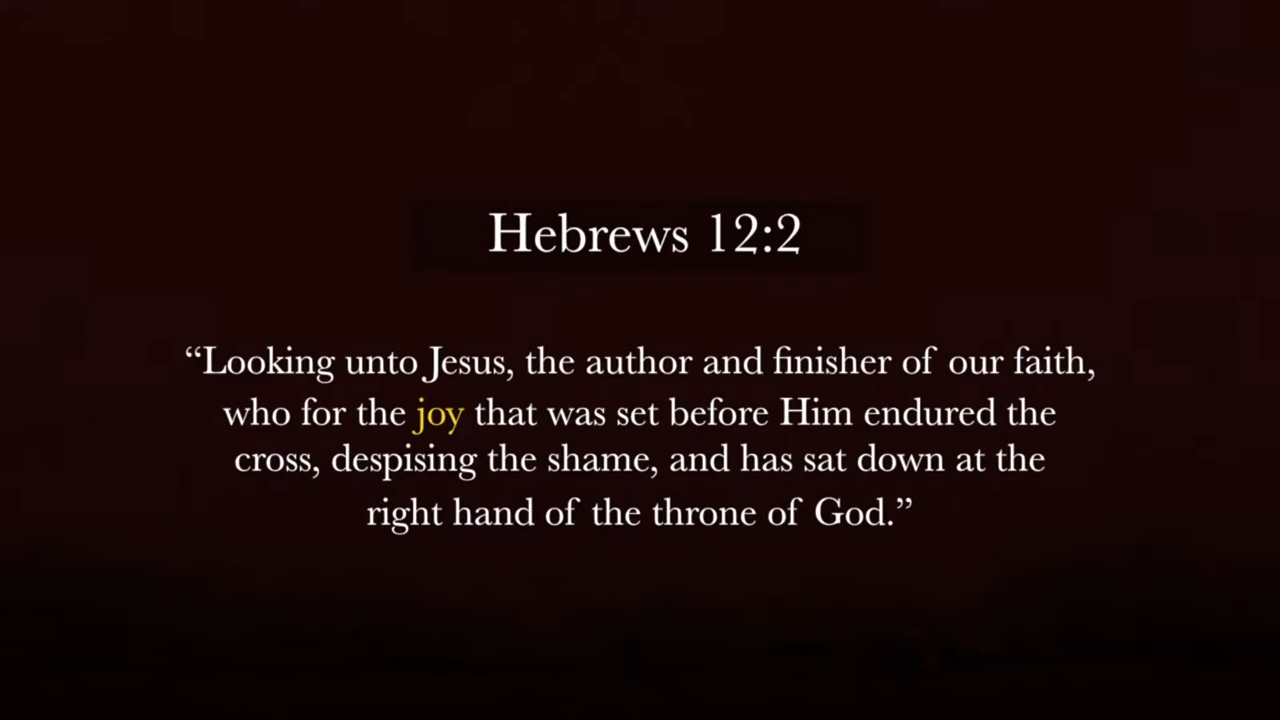 Hebrews 12:2
“Looking unto Jesus, the author and finisher of our faith,
who for the joy that was set before Him endured the
cross, despising the shame, and has sat down at the
right hand of the throne of God.”